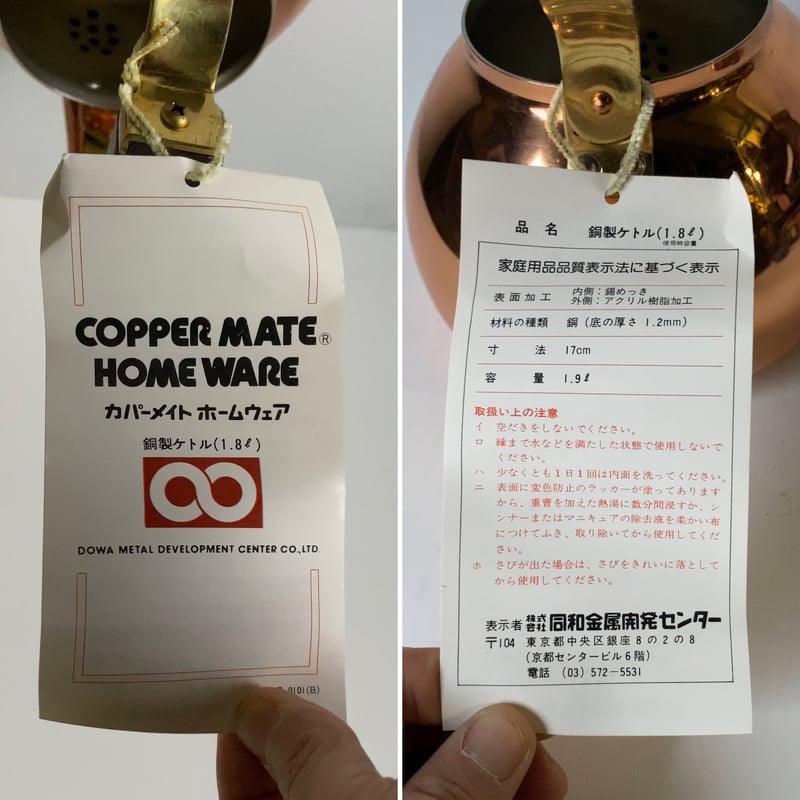 COPPER MATE®
HOME WARE
カパーメイト ホームウェア
銅製ケトル(1.8ℓ)
DOWA METAL DEVELOPMENT CENTER CO.,LTD.
0101(B)
品名 銅製ケトル(1.8ℓ)
使用時容量
家庭用品品質表示法に基づく表示
表面加工 内側：錫めっき
外側：アクリル樹脂加工
材料の種類 銅（底の厚さ 1.2mm）
寸法 17cm
容量 1.9ℓ
取扱い上の注意
イ 空だきをしないでください。
ロ 縁まで水などを満たした状態で使用しないで
ください。
ハ 少なくとも1日1回は内面を洗ってください。
ニ 表面に変色防止のラッカーが塗ってあります
から、重曹を加えた熱湯に数分間浸すか、シ
ンナーまたはマニキュアの除去液を柔かい布
につけてふき、取り除いてから使用してくだ
さい。
ホ さびが出た場合は、さびをきれいに落として
から使用してください。
表示者 株式会社 同和金属開発センター
〒104 東京都中央区銀座8の2の8
(京都センタービル6階)
電話 (03) 572-5531